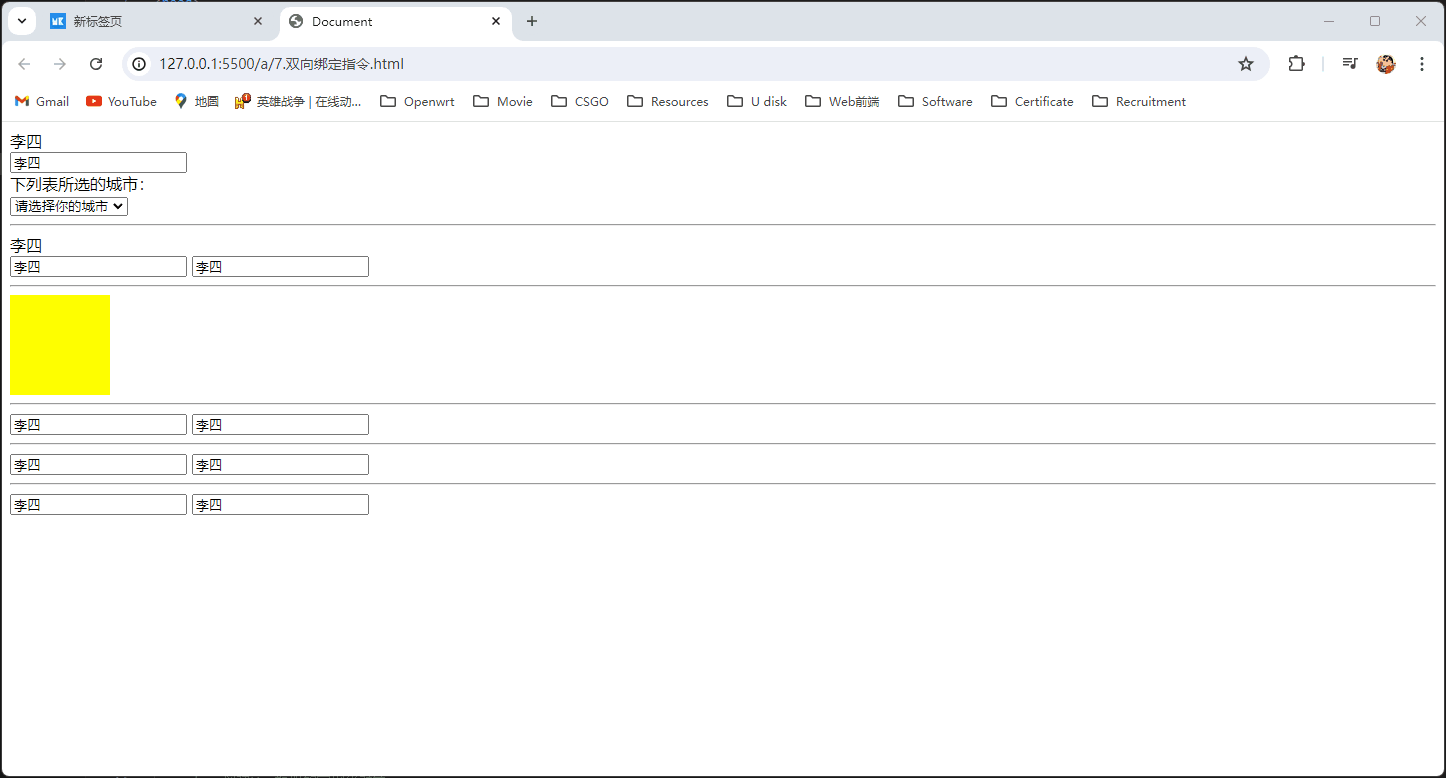 新标签页
Document
127.0.0.1:5500/a/7.双向绑定指令.html
Gmail YouTube 地图 英雄战争 | 在线动... Openwrt Movie CSGO Resources U disk Web前端 Software Certificate Recruitment
李四
李四
下列表所选的城市:
请选择你的城市
李四
李四 李四
李四 李四
李四 李四
李四 李四